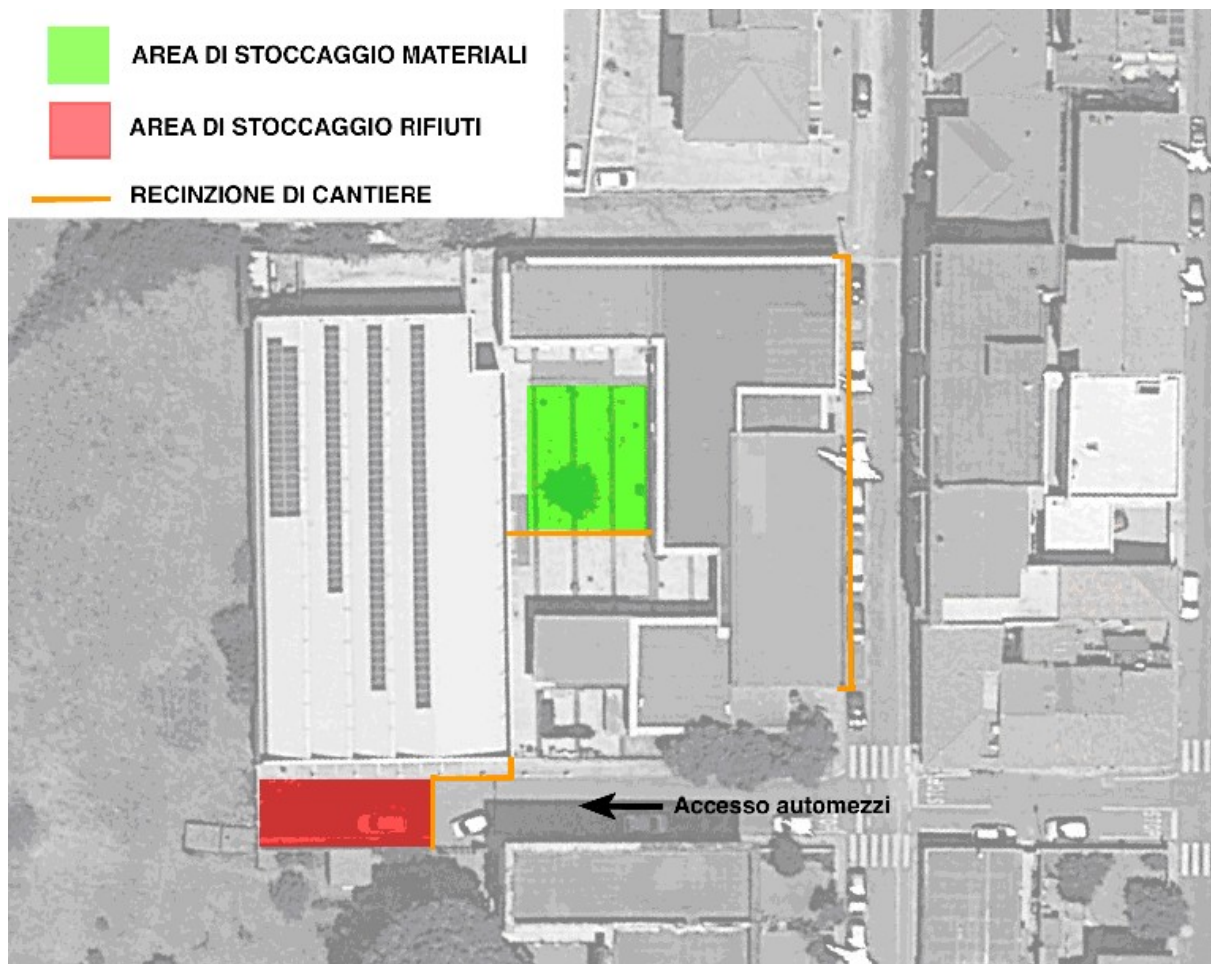 AREA DI STOCCAGGIO MATERIALI
AREA DI STOCCAGGIO RIFIUTI
RECINZIONE DI CANTIERE
Accesso automezzi